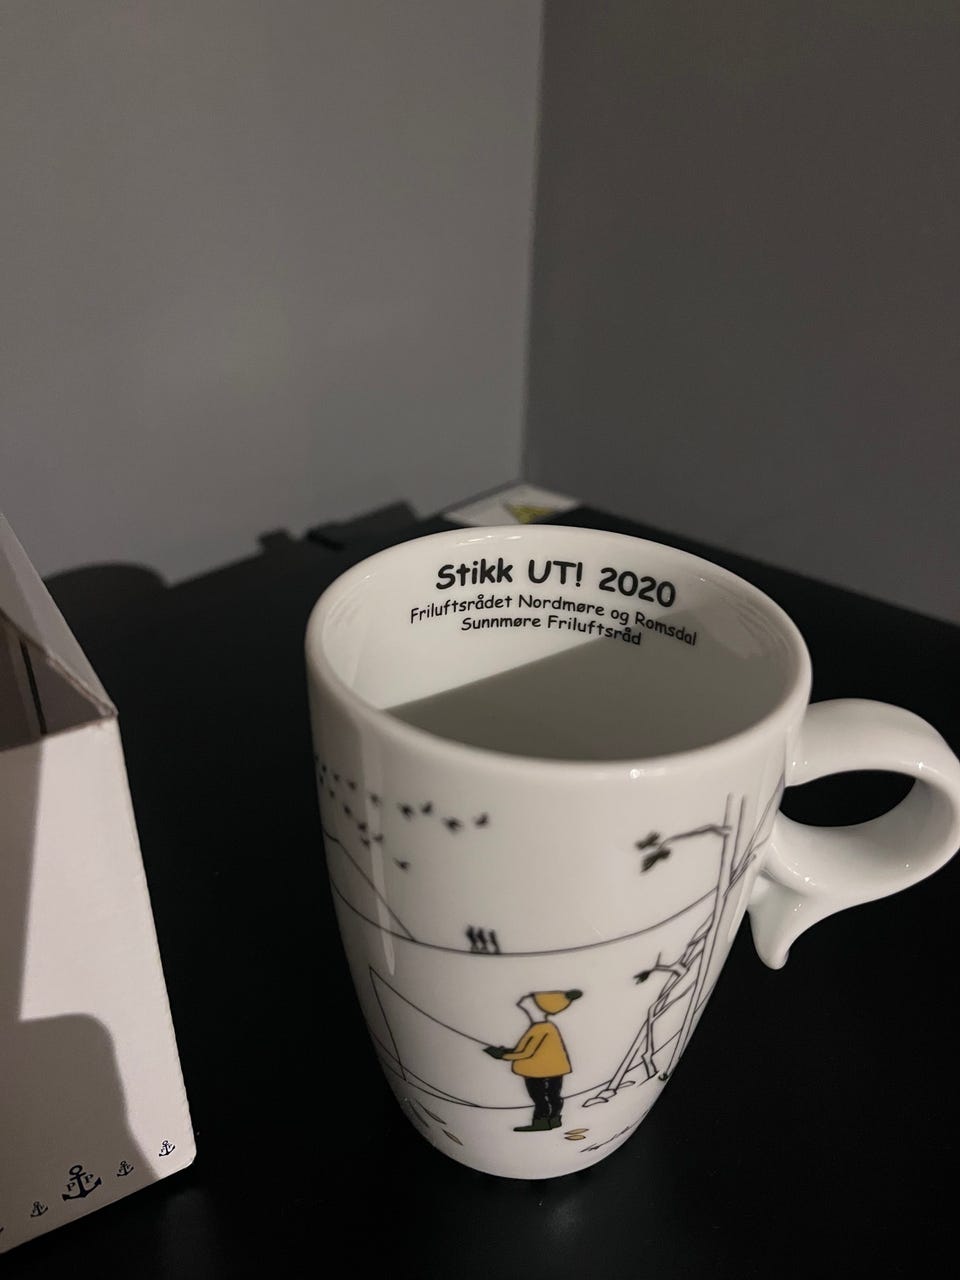 Stikk UT! 2020
Friluftsrådet Nordmøre og Romsdal
Sunnmøre Friluftsråd
P P